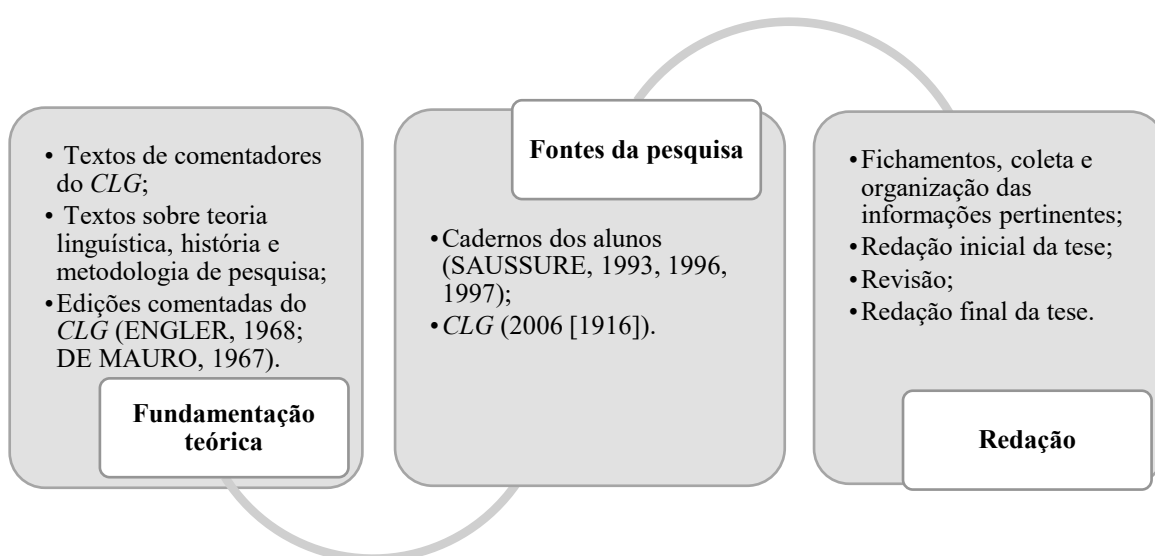 • Textos de comentadores
do CLG;
• Textos sobre teoria
linguística, história e
metodologia de pesquisa;
•Edições comentadas do
CLG (ENGLER, 1968;
DE MAURO, 1967).
Fundamentação
teórica
Fontes da pesquisa
•Cadernos dos alunos
(SAUSSURE, 1993, 1996,
1997);
•CLG (2006 [1916]).
•Fichamentos, coleta e
organização das
informações pertinentes;
•Redação inicial da tese;
•Revisão;
•Redação final da tese.
Redação